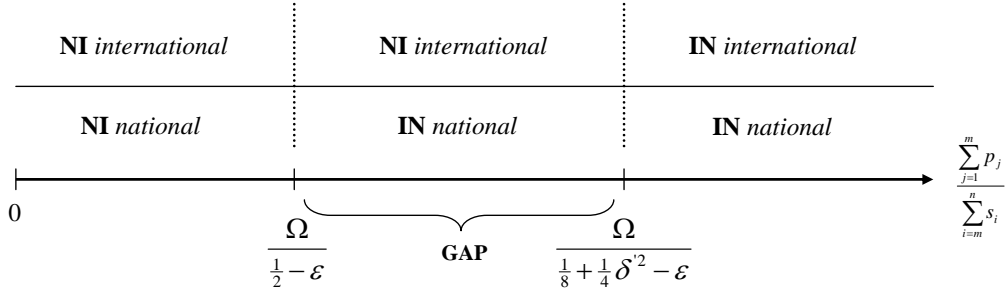 NI international NI international IN international
NI national IN national IN national
∑_{j=1}^{m} p_j / ∑_{i=m}^{n} s_i
0
Ω / (1/2 − ε) GAP Ω / (1/8 + 1/4 δ'^2 − ε)